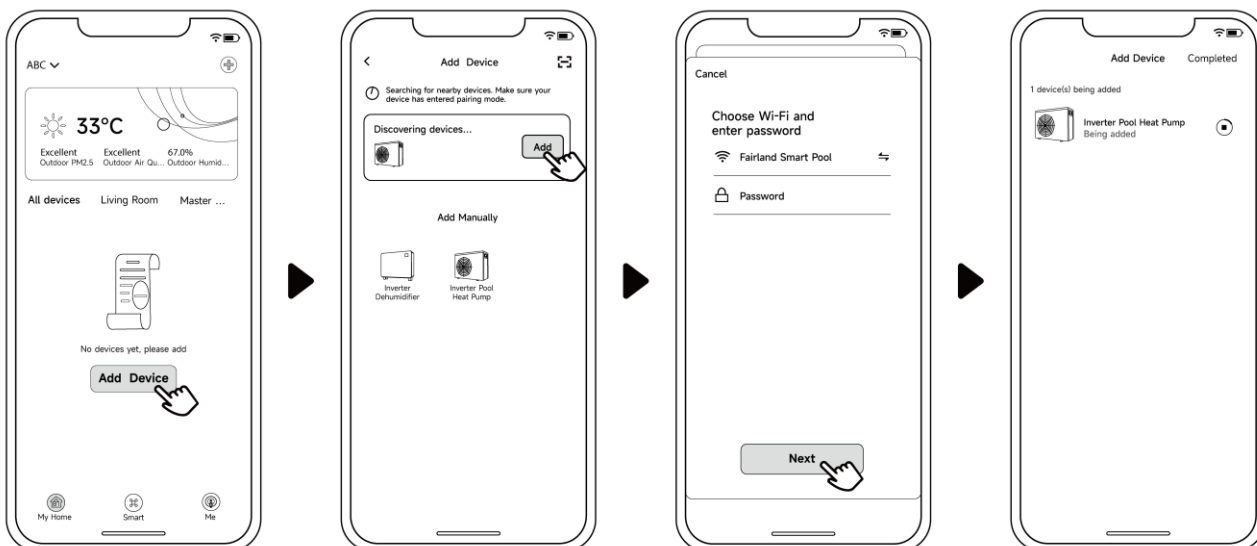 ABC
33°C
Excellent Excellent 67.0%
Outdoor PM2.5 Outdoor Air Qu... Outdoor Humid...
All devices Living Room Master ...
No devices yet, please add
Add Device
My Home Smart Me
Add Device
Searching for nearby devices. Make sure your
device has entered pairing mode.
Discovering devices...
Add
Add Manually
Inverter
Dehumidifier
Inverter Pool
Heat Pump
Cancel
Choose Wi-Fi and
enter password
Fairland Smart Pool
Password
Next
Add Device Completed
1 device(s) being added
Inverter Pool Heat Pump
Being added